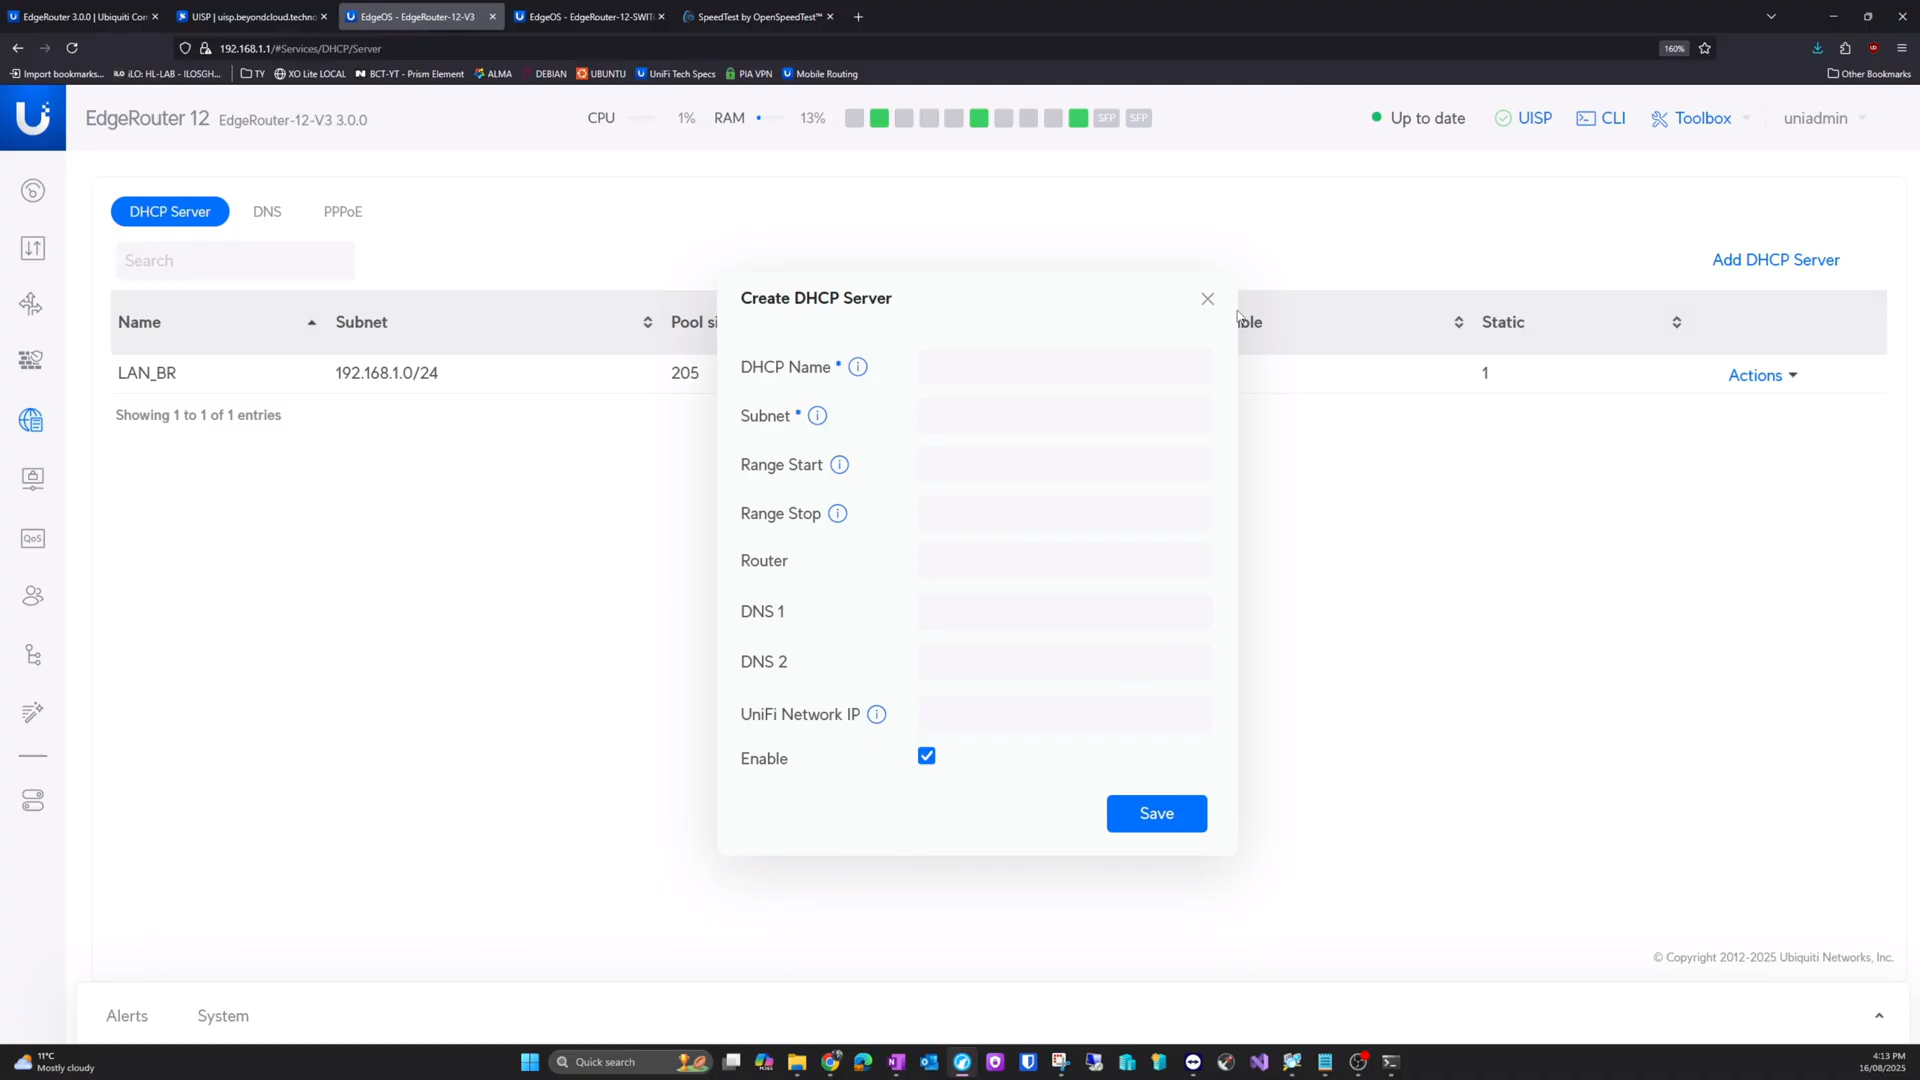 EdgeRouter 3.0.0 | Ubiquiti Con
UISP | uisp.beyondcloud.techno
EdgeOS - EdgeRouter-12-V3
EdgeOS - EdgeRouter-12-SWIT
SpeedTest by OpenSpeedTest™
192.168.1.1/#Services/DHCP/Server
160%
Import bookmarks...
iLO: HL-LAB - ILOSGH...
TY
XO Lite LOCAL
BCT-YT - Prism Element
ALMA
DEBIAN
UBUNTU
UniFi Tech Specs
PIA VPN
Mobile Routing
Other Bookmarks
EdgeRouter 12 EdgeRouter-12-V3 3.0.0
CPU 1% RAM 13%
SFP SFP
Up to date
UISP
CLI
Toolbox
uniadmin
DHCP Server DNS PPPoE
Search
Add DHCP Server
Name Subnet Pool si ble Static
LAN_BR 192.168.1.0/24 205 1 Actions
Showing 1 to 1 of 1 entries
Create DHCP Server
DHCP Name *
Subnet *
Range Start
Range Stop
Router
DNS 1
DNS 2
UniFi Network IP
Enable
Save
QoS
© Copyright 2012-2025 Ubiquiti Networks, Inc.
Alerts System
11°C
Mostly cloudy
Quick search
4:13 PM
16/08/2025